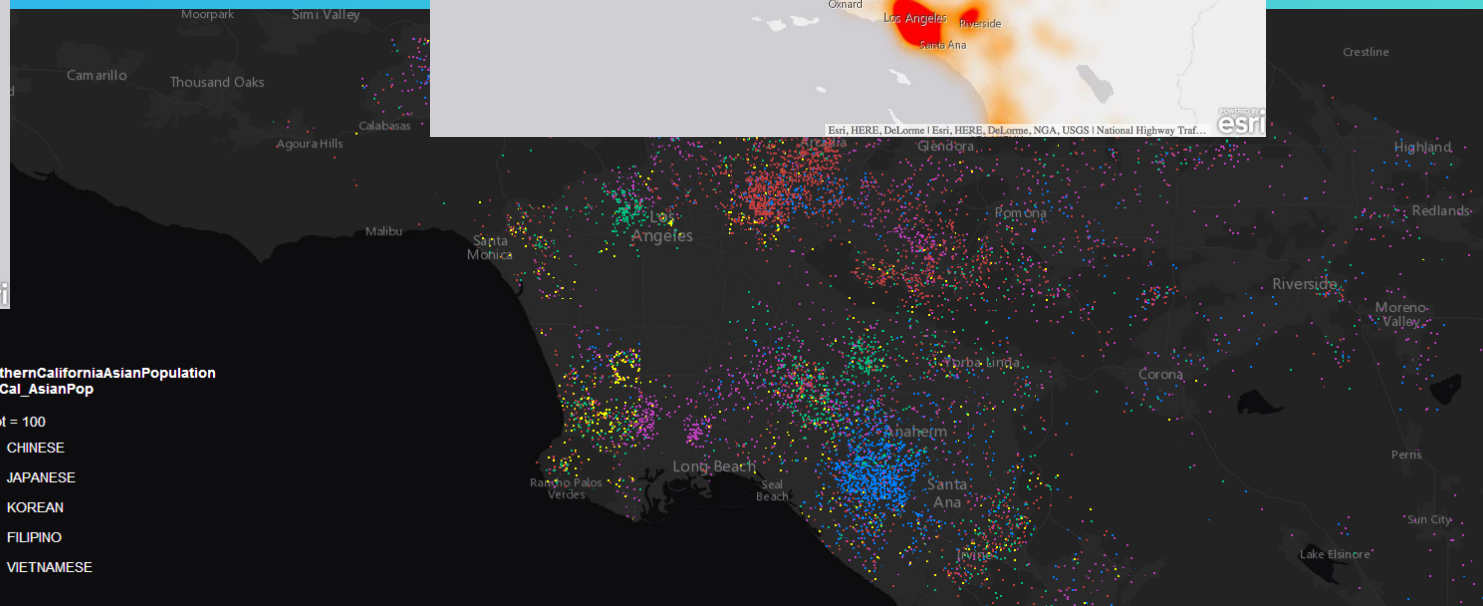 Moorpark
Simi Valley
Oxnard
Los Angeles
Riverside
Santa Ana
Crestline
Camarillo
Thousand Oaks
Calabasas
Agoura Hills
POWERED BY
esri
Esri, HERE, DeLorme | Esri, HERE, DeLorme, NGA, USGS | National Highway Traf...
Arcadia
Glendora
Highland
Pomona
Redlands
Los
Angeles
Malibu
Santa
Monica
Riverside
Moreno
Valley
thernCaliforniaAsianPopulation
Cal_AsianPop
ot = 100
CHINESE
JAPANESE
KOREAN
FILIPINO
VIETNAMESE
Yorba Linda
Corona
Anaheim
Perris
Long Beach
Rancho Palos
Verdes
Seal
Beach
Santa
Ana
Sun City
Irvine
Lake Elsinore